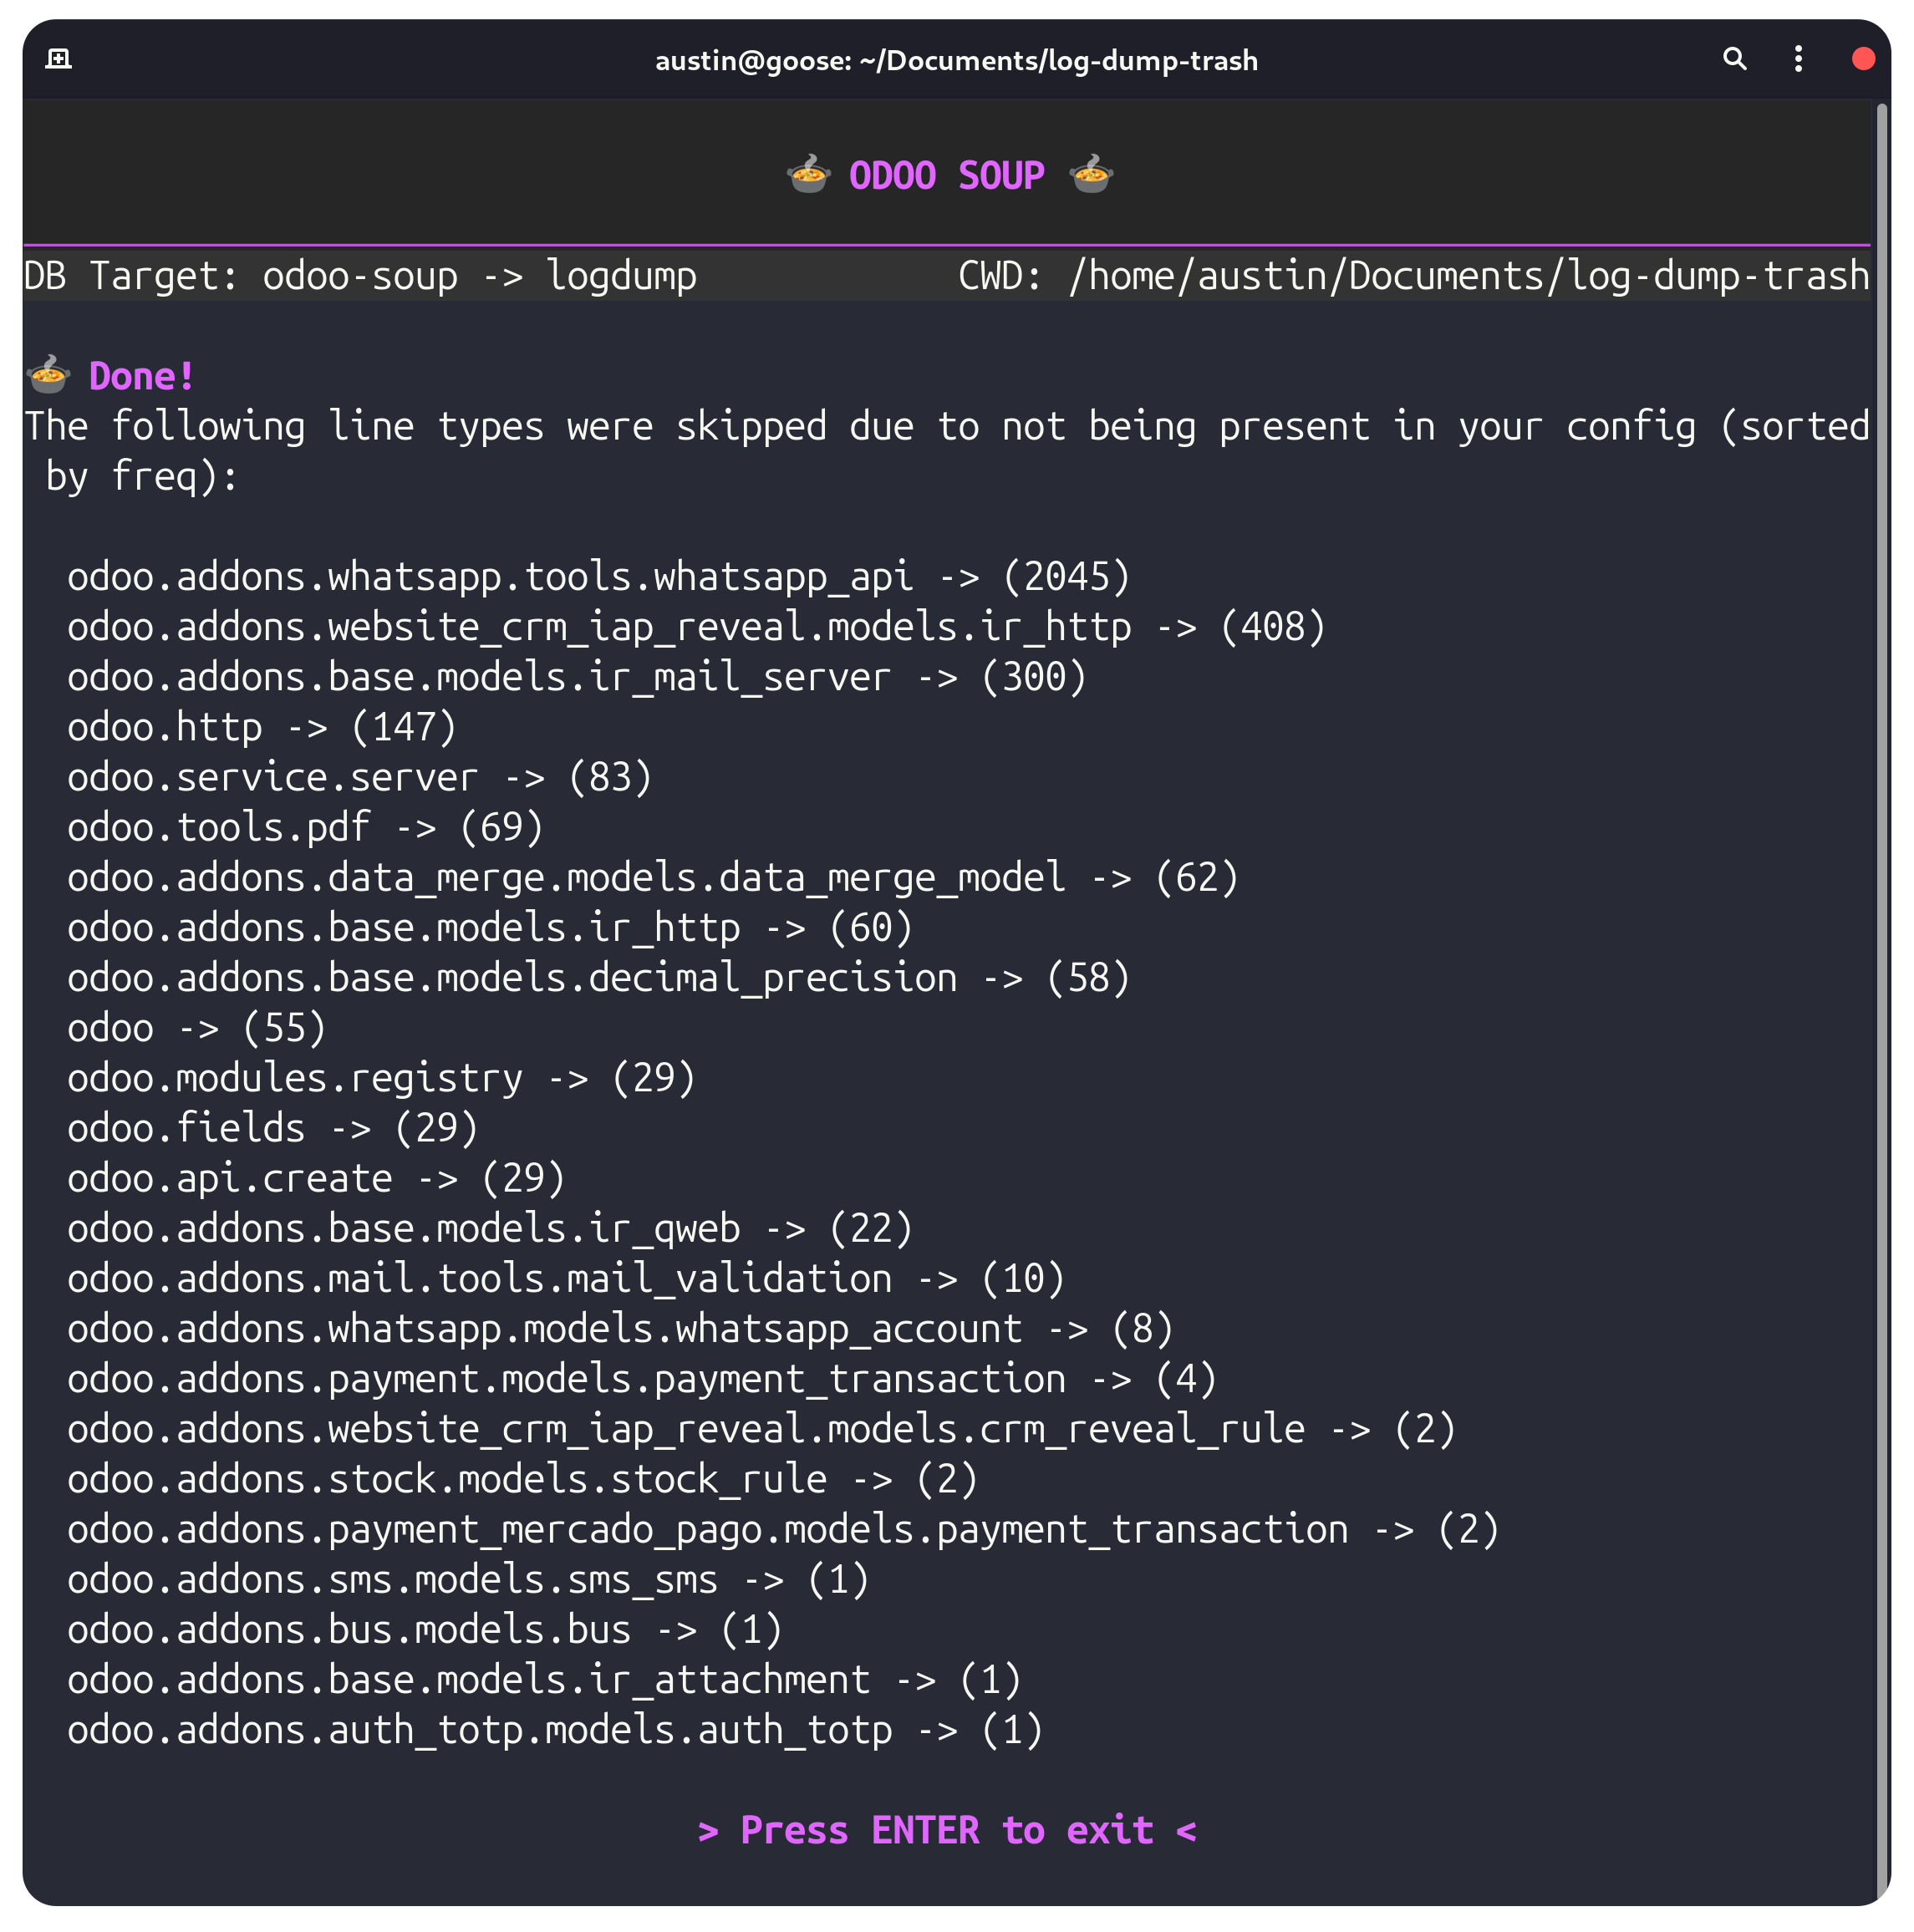 austin@goose: ~/Documents/log-dump-trash
ODOO SOUP
DB Target: odoo-soup -> logdump CWD: /home/austin/Documents/log-dump-trash
Done!
The following line types were skipped due to not being present in your config (sorted
by freq):
odoo.addons.whatsapp.tools.whatsapp_api -> (2045)
odoo.addons.website_crm_iap_reveal.models.ir_http -> (408)
odoo.addons.base.models.ir_mail_server -> (300)
odoo.http -> (147)
odoo.service.server -> (83)
odoo.tools.pdf -> (69)
odoo.addons.data_merge.models.data_merge_model -> (62)
odoo.addons.base.models.ir_http -> (60)
odoo.addons.base.models.decimal_precision -> (58)
odoo -> (55)
odoo.modules.registry -> (29)
odoo.fields -> (29)
odoo.api.create -> (29)
odoo.addons.base.models.ir_qweb -> (22)
odoo.addons.mail.tools.mail_validation -> (10)
odoo.addons.whatsapp.models.whatsapp_account -> (8)
odoo.addons.payment.models.payment_transaction -> (4)
odoo.addons.website_crm_iap_reveal.models.crm_reveal_rule -> (2)
odoo.addons.stock.models.stock_rule -> (2)
odoo.addons.payment_mercado_pago.models.payment_transaction -> (2)
odoo.addons.sms.models.sms_sms -> (1)
odoo.addons.bus.models.bus -> (1)
odoo.addons.base.models.ir_attachment -> (1)
odoo.addons.auth_totp.models.auth_totp -> (1)
> Press ENTER to exit <